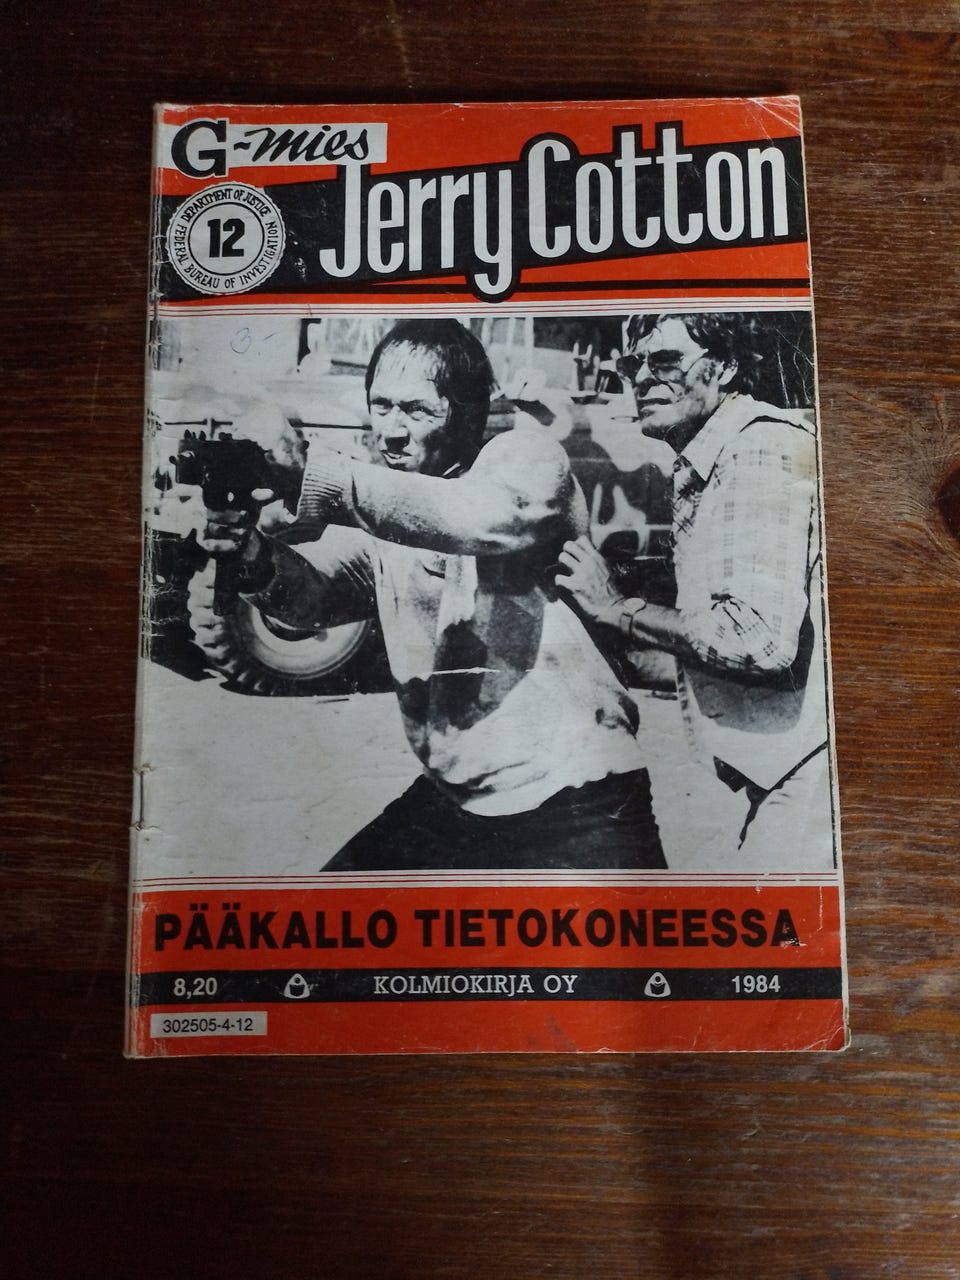 G-mies
Jerry Cotton
DEPARTMENT OF JUSTICE
12
FEDERAL BUREAU OF INVESTIGATION
3.-
PÄÄKALLO TIETOKONEESSA
8,20 KOLMIOKIRJA OY 1984
302505-4-12